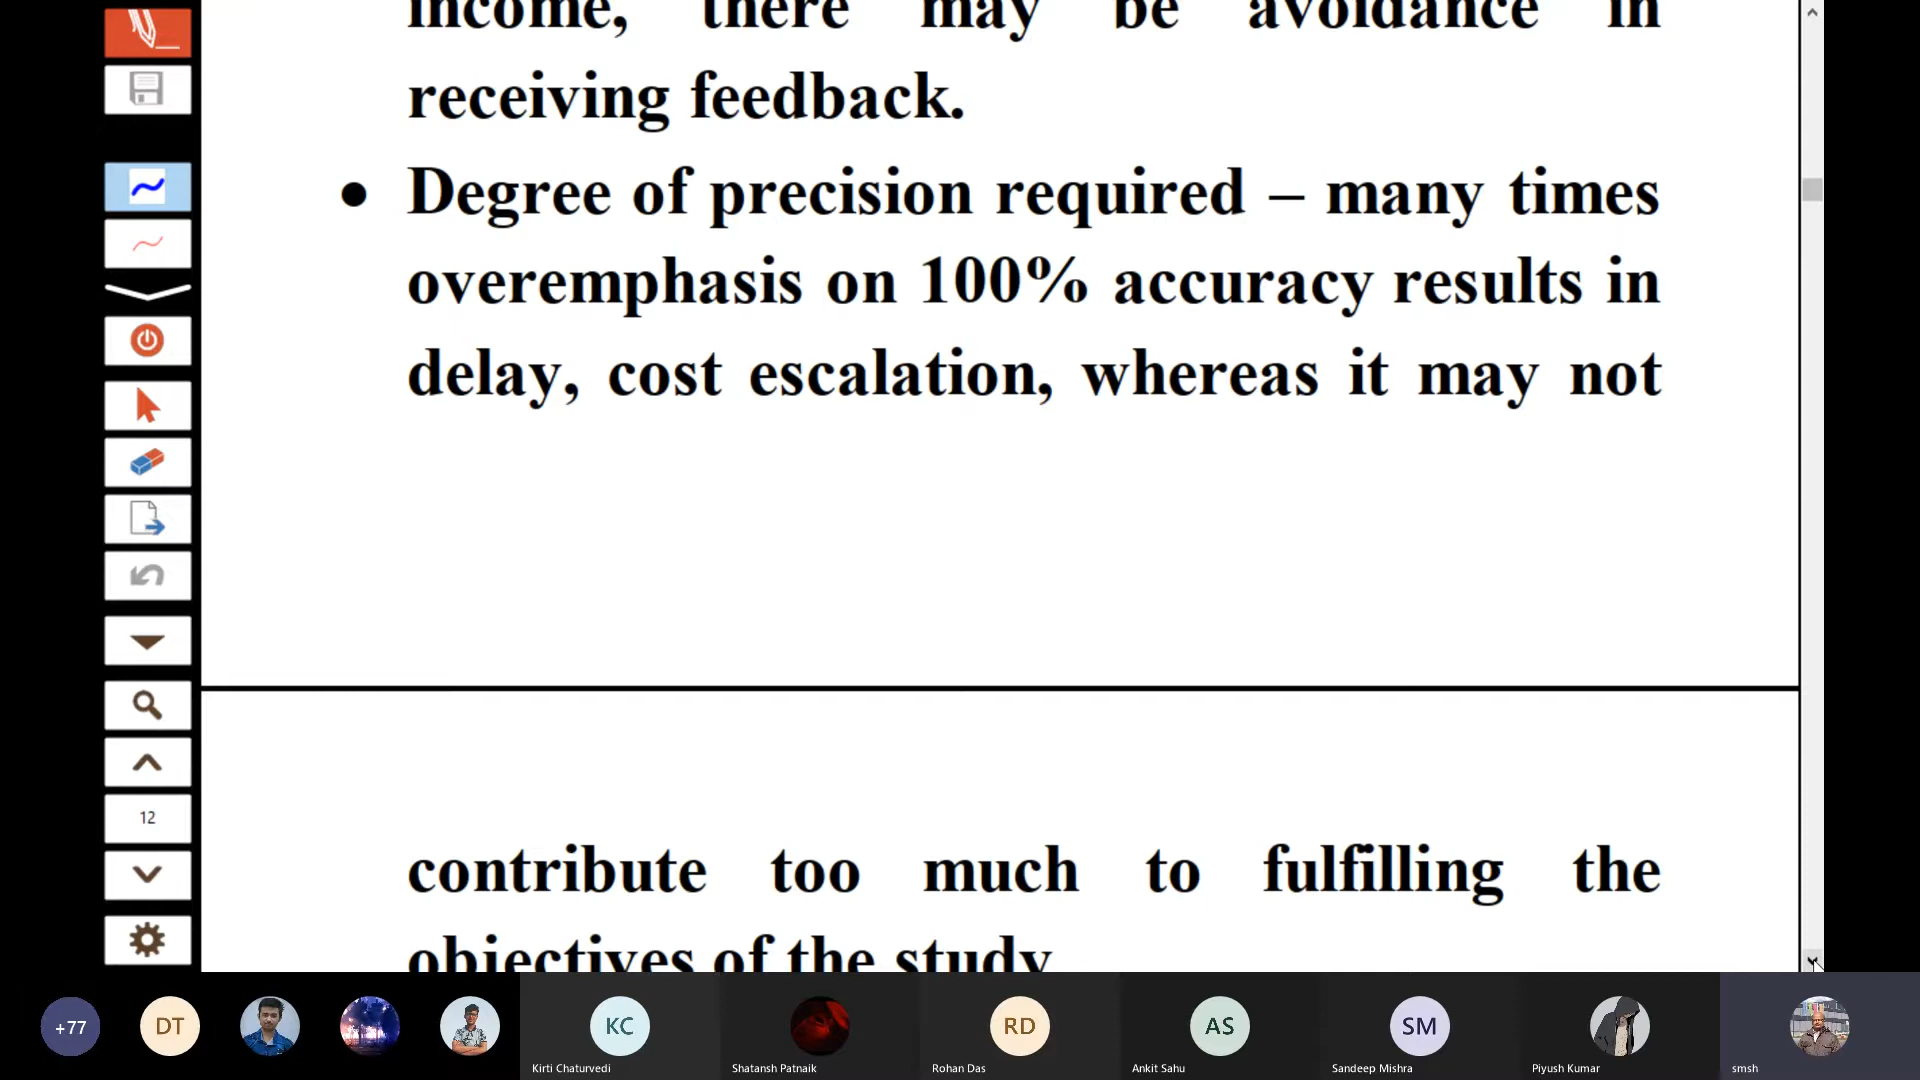 income, there may be avoidance in
receiving feedback.
• Degree of precision required – many times
overemphasis on 100% accuracy results in
delay, cost escalation, whereas it may not
contribute too much to fulfilling the
objectives of the study
12
+77
DT
KC
RD
AS
SM
Kirti Chaturvedi
Shatansh Patnaik
Rohan Das
Ankit Sahu
Sandeep Mishra
Piyush Kumar
smsh